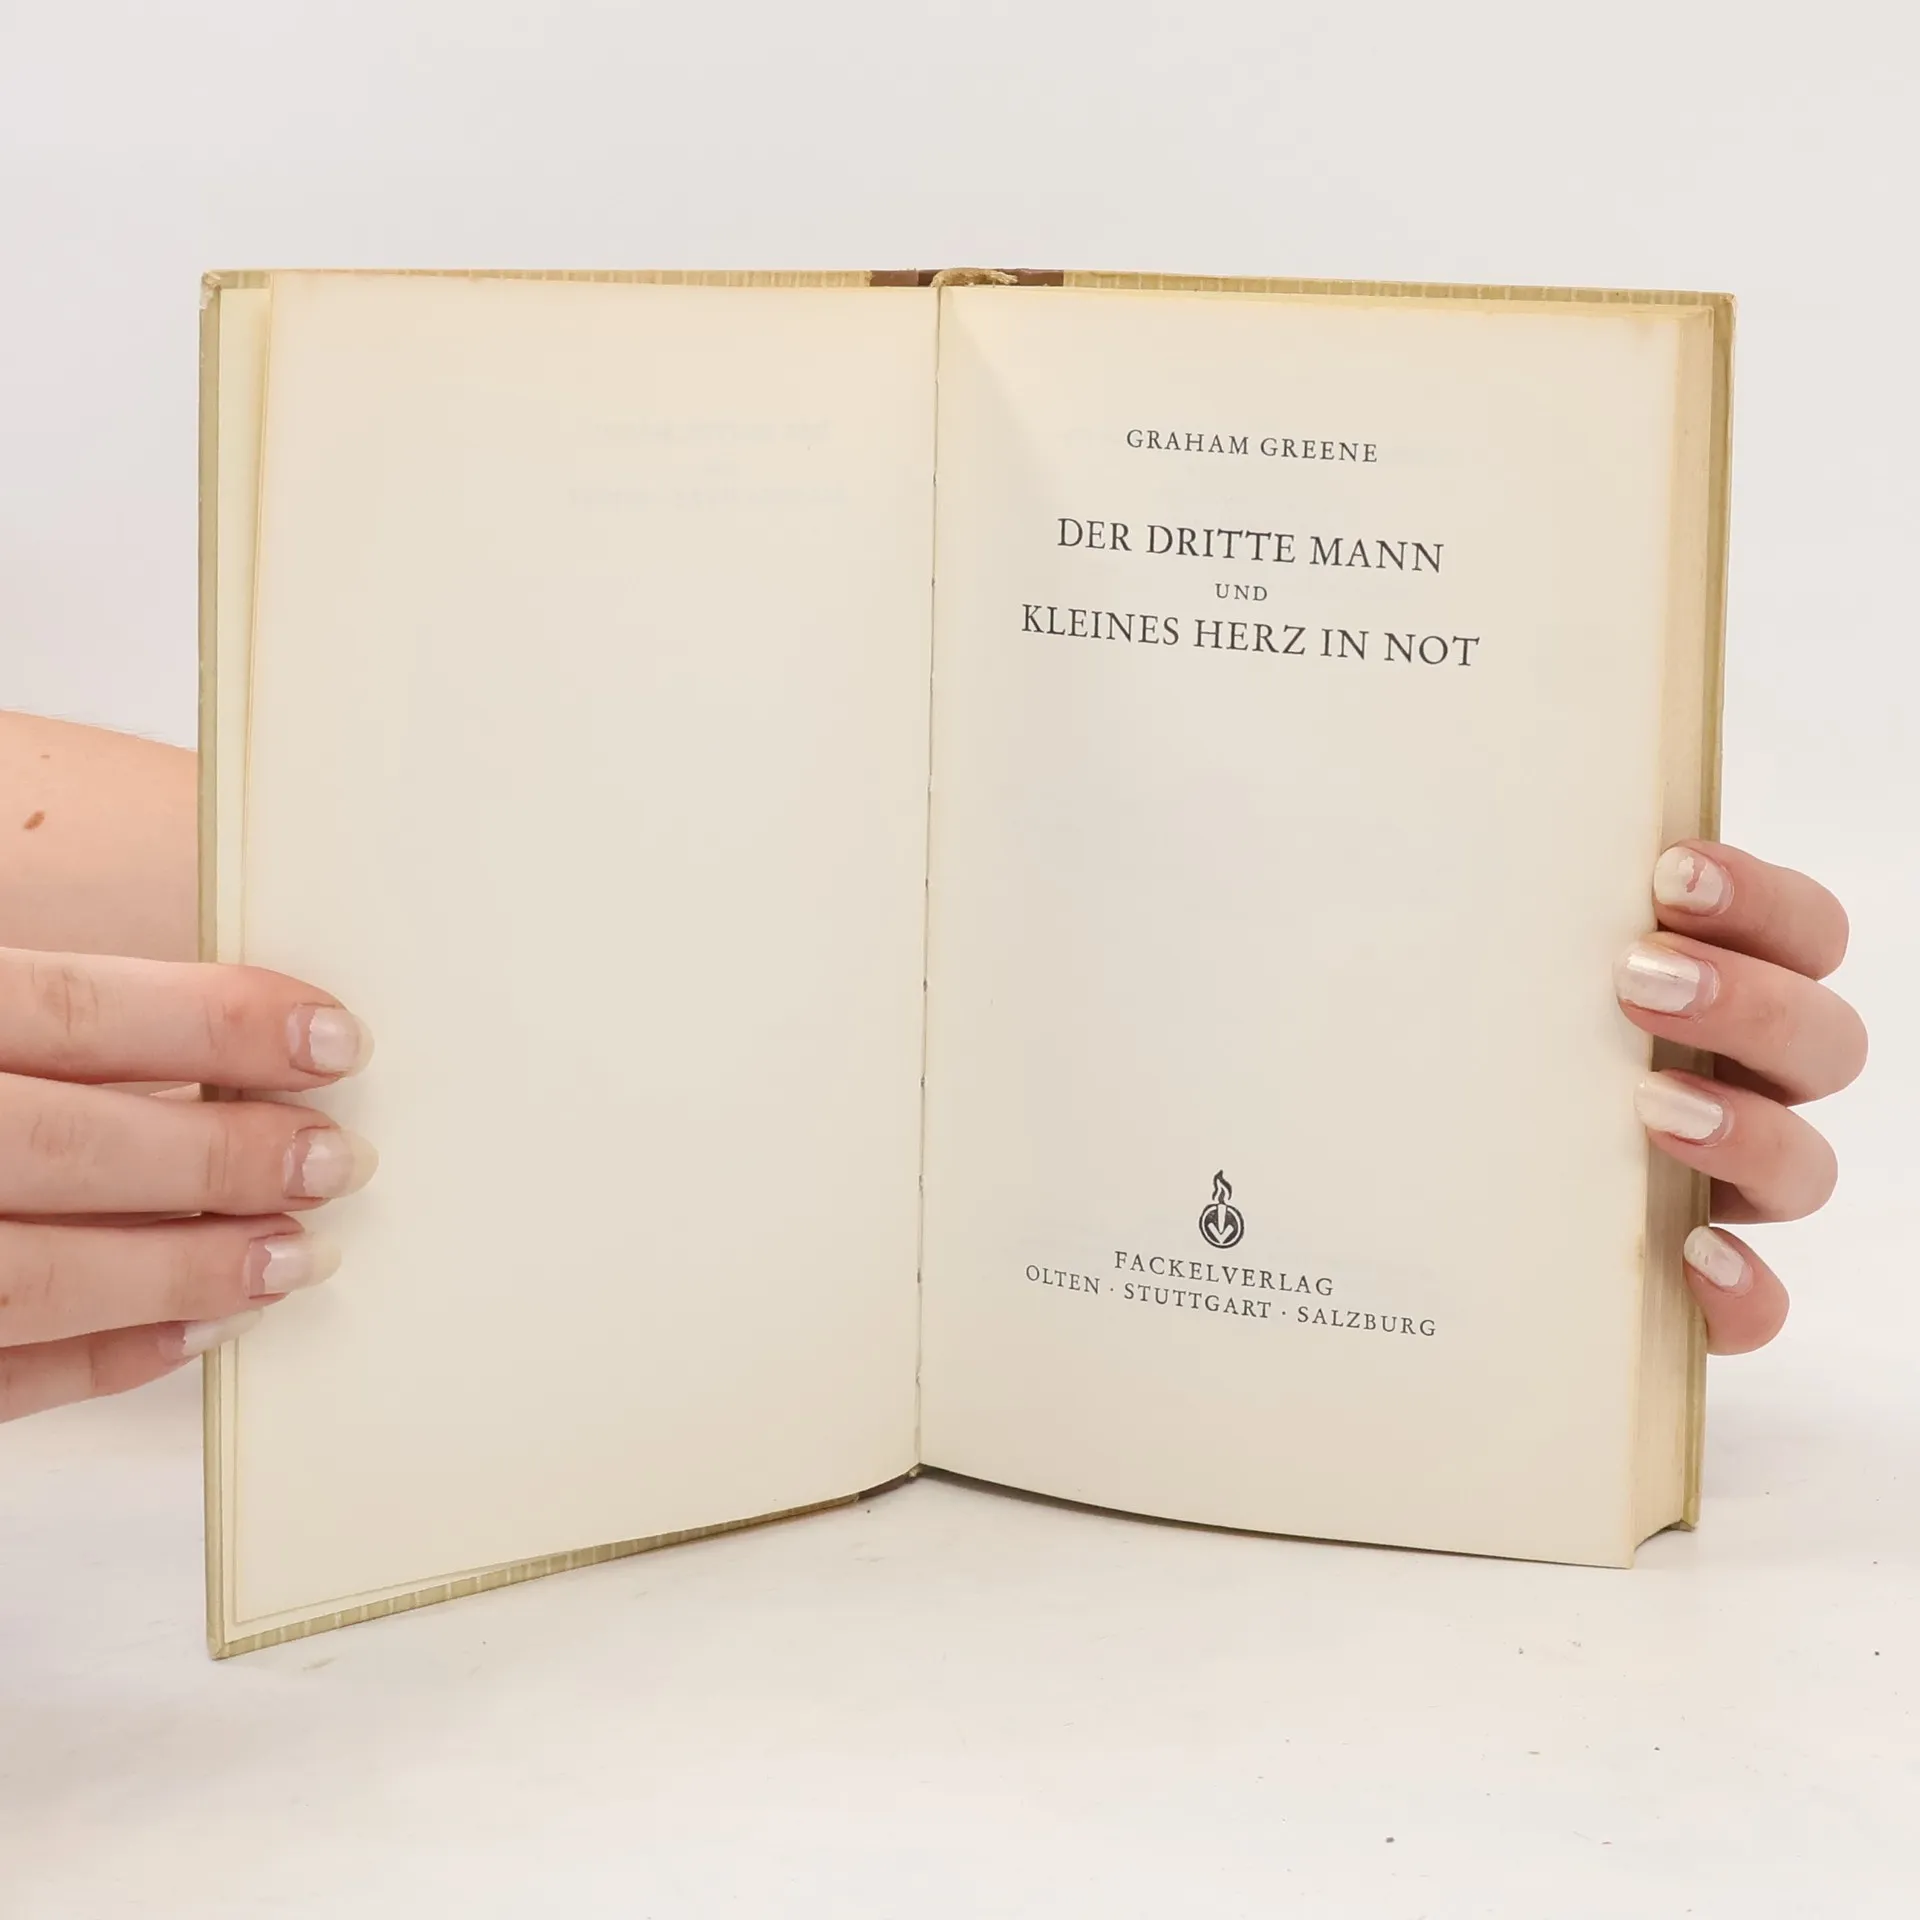 GRAHAM GREENE
DER DRITTE MANN
UND
KLEINES HERZ IN NOT
FACKELVERLAG
OLTEN · STUTTGART · SALZBURG